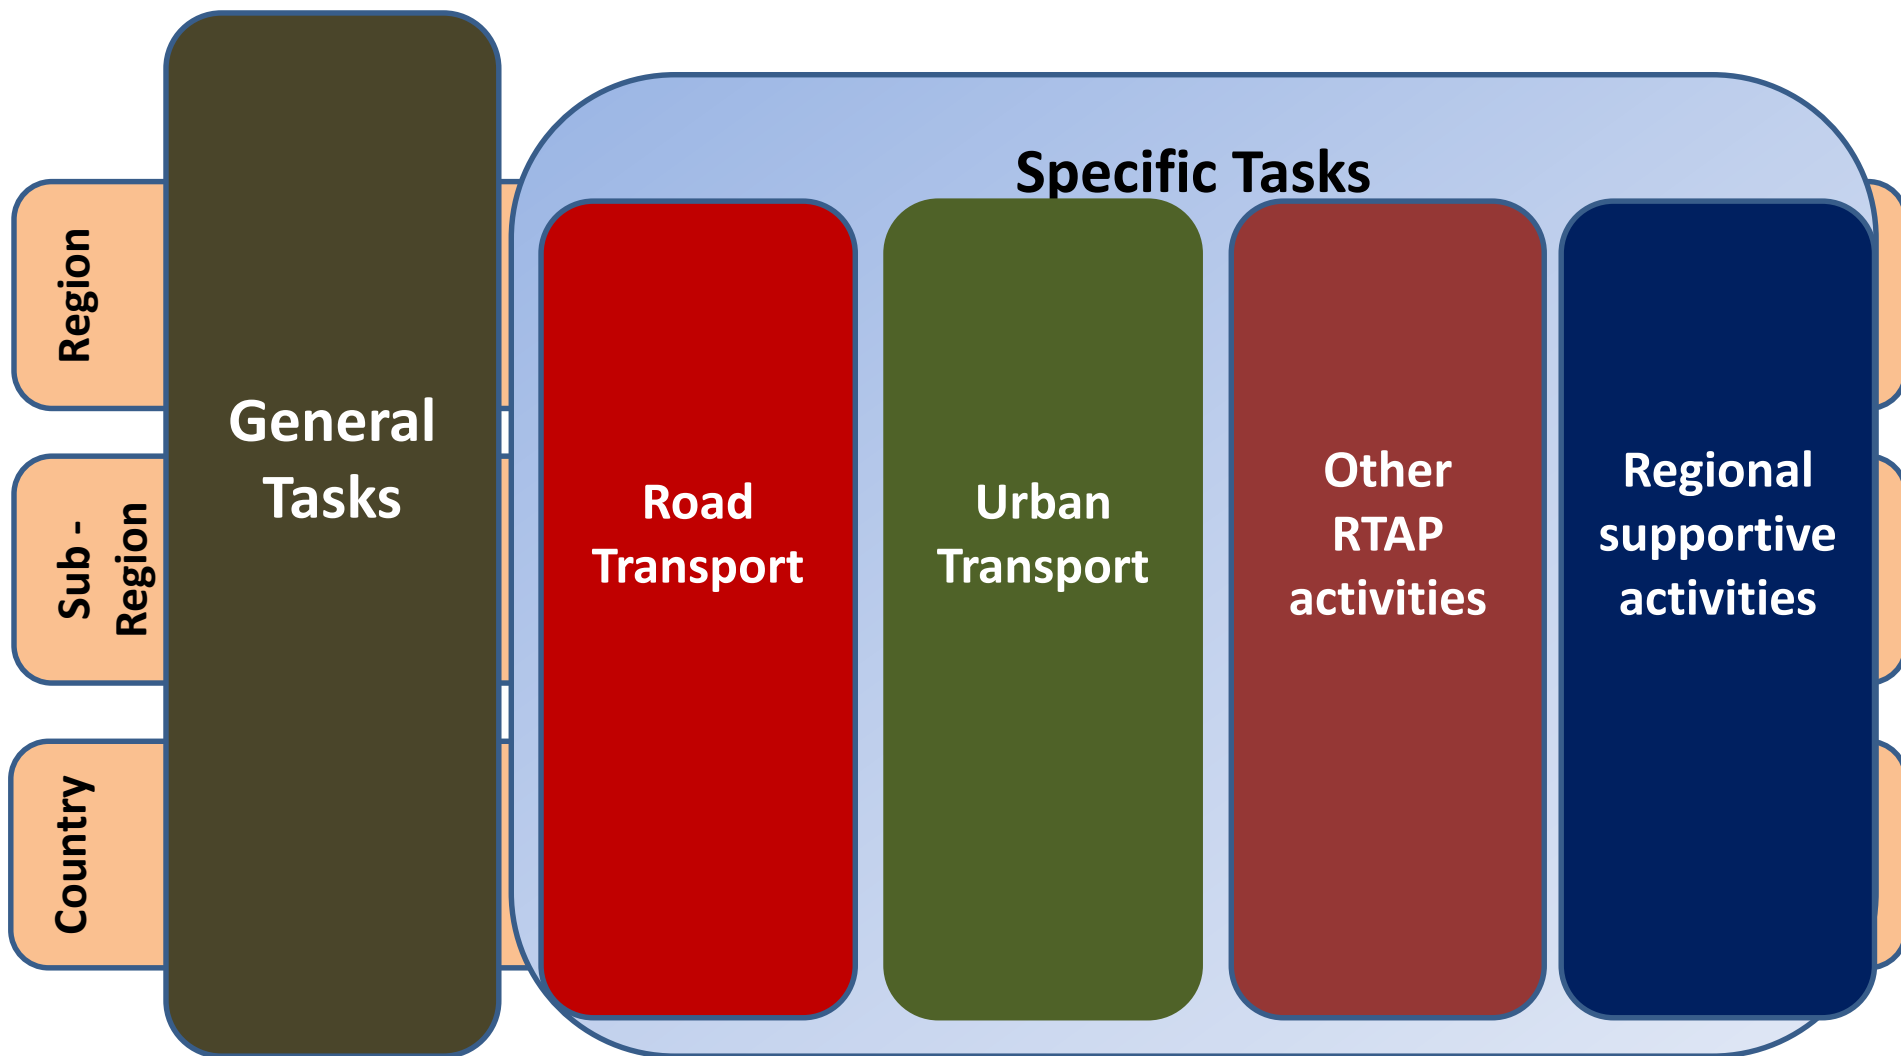 Region
Sub -
Region
Country
General
Tasks
Specific Tasks
Road
Transport
Urban
Transport
Other
RTAP
activities
Regional
supportive
activities